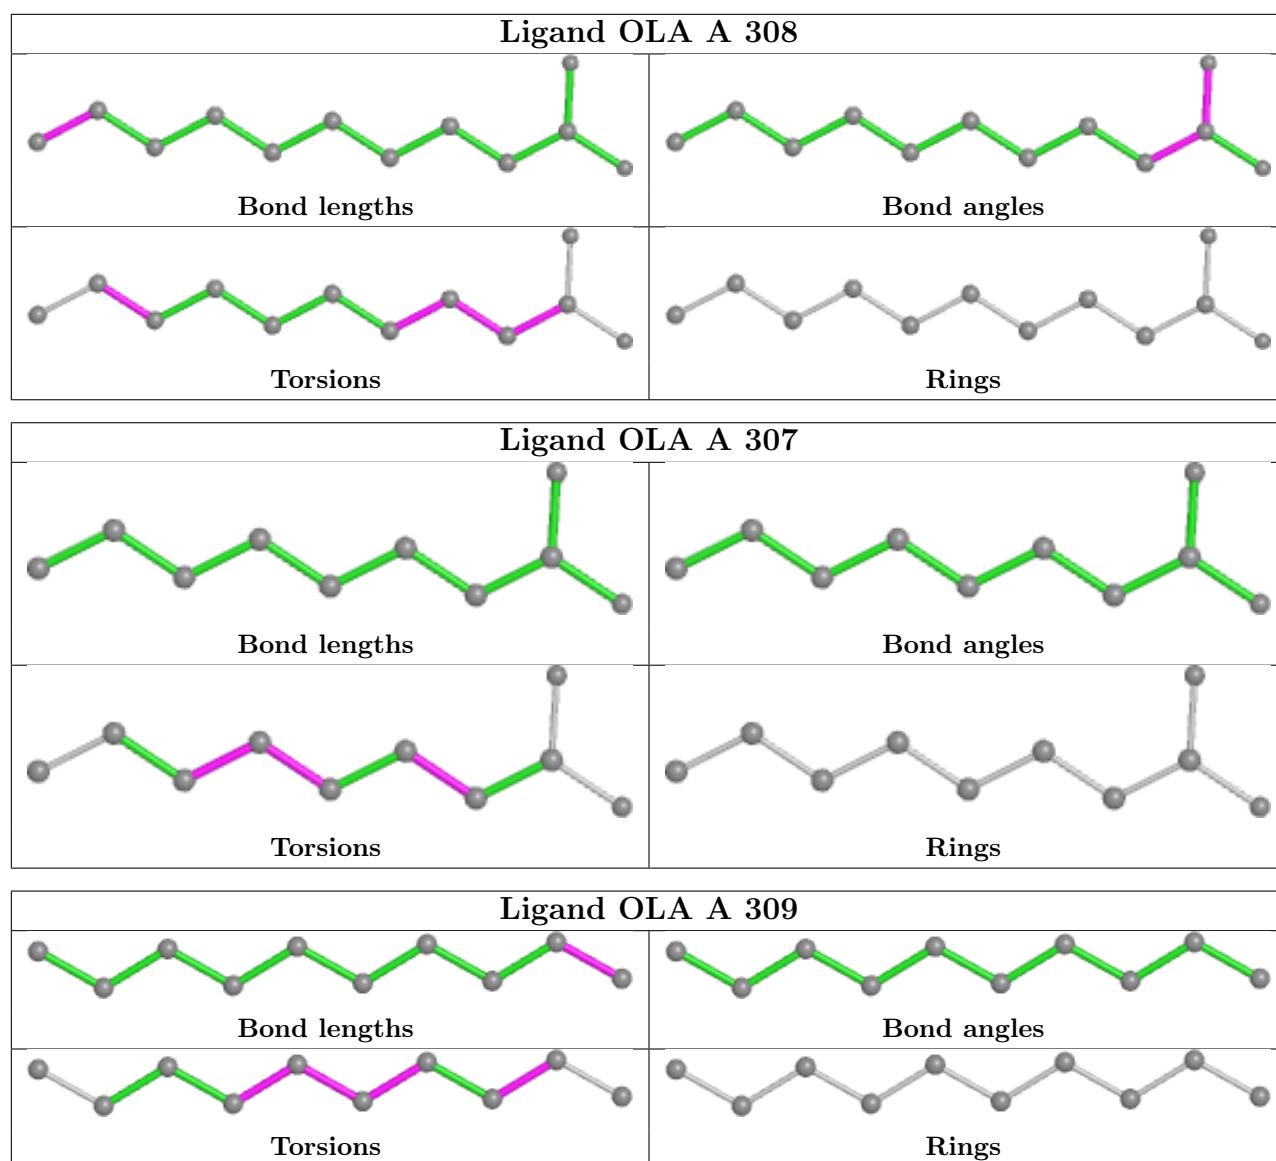 Ligand OLA A 308
Bond lengths
Bond angles
Torsions
Rings
Ligand OLA A 307
Bond lengths
Bond angles
Torsions
Rings
Ligand OLA A 309
Bond lengths
Bond angles
Torsions
Rings